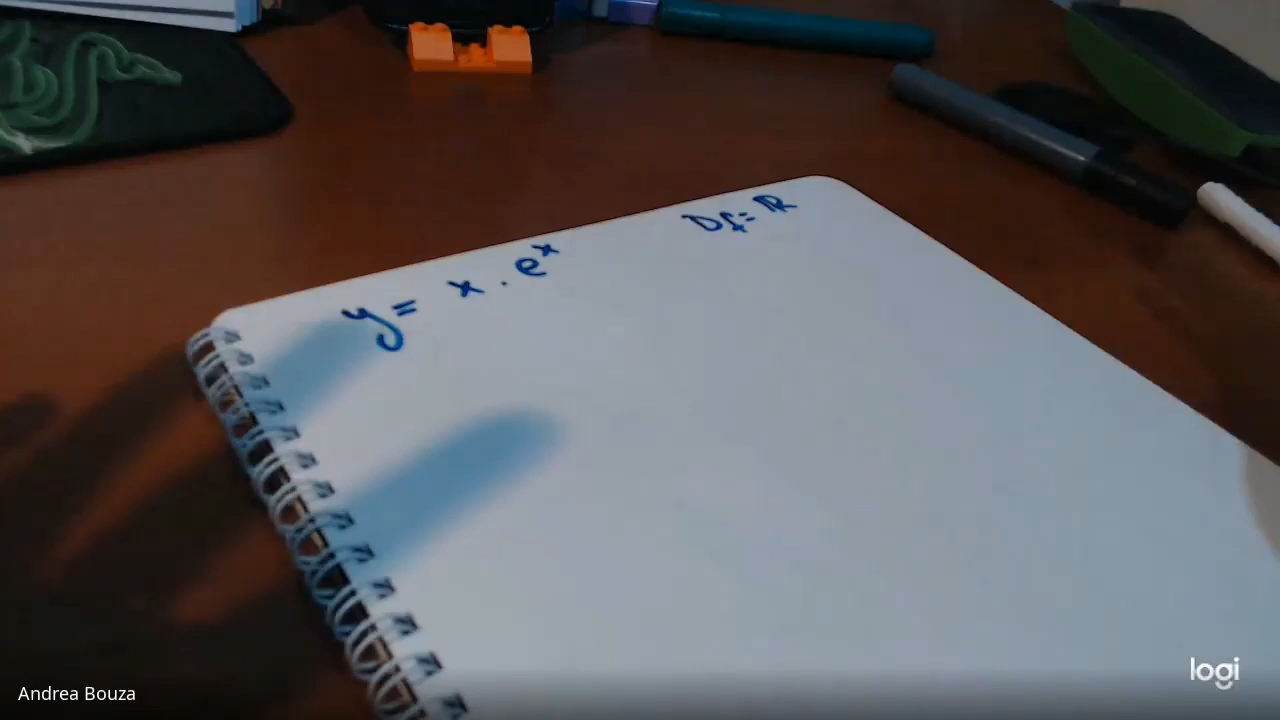 y = x . e^x    Df = ℝ
logi
Andrea Bouza